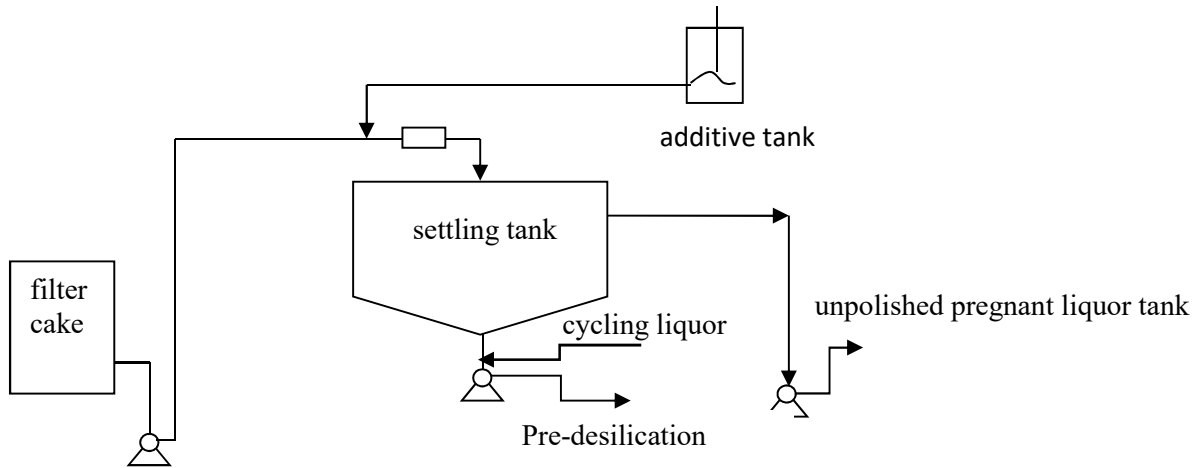 additive tank
settling tank
filter
cake
unpolished pregnant liquor tank
cycling liquor
Pre-desilication